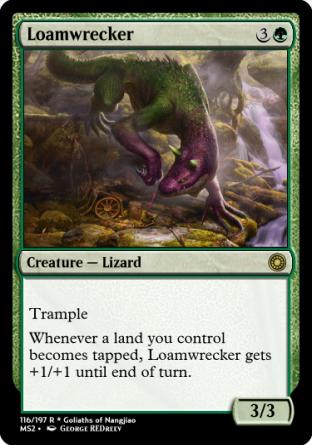 Loamwrecker 3
Creature — Lizard
Trample
Whenever a land you control
becomes tapped, Loamwrecker gets
+1/+1 until end of turn.
3/3
116/197 R * Goliaths of Nangjiao
MS2 • George REDreev